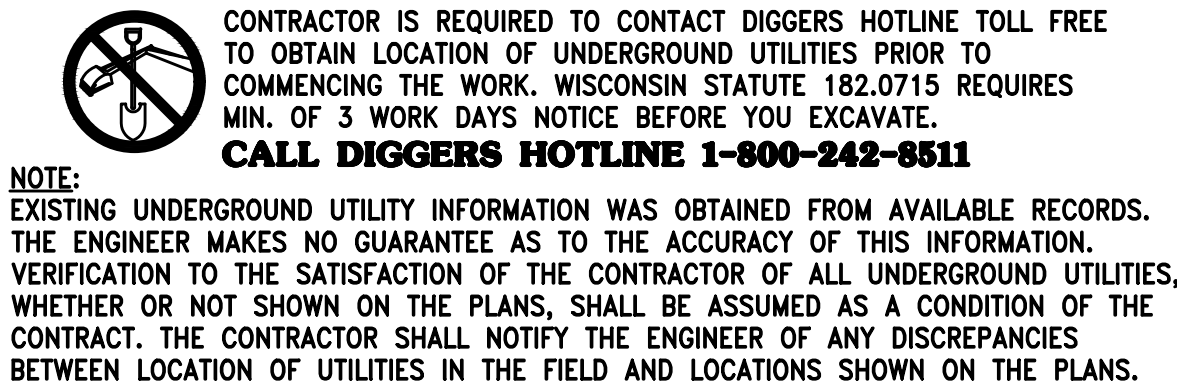 CONTRACTOR IS REQUIRED TO CONTACT DIGGERS HOTLINE TOLL FREE
TO OBTAIN LOCATION OF UNDERGROUND UTILITIES PRIOR TO
COMMENCING THE WORK. WISCONSIN STATUTE 182.0715 REQUIRES
MIN. OF 3 WORK DAYS NOTICE BEFORE YOU EXCAVATE.
CALL DIGGERS HOTLINE 1-800-242-8511
NOTE:
EXISTING UNDERGROUND UTILITY INFORMATION WAS OBTAINED FROM AVAILABLE RECORDS.
THE ENGINEER MAKES NO GUARANTEE AS TO THE ACCURACY OF THIS INFORMATION.
VERIFICATION TO THE SATISFACTION OF THE CONTRACTOR OF ALL UNDERGROUND UTILITIES,
WHETHER OR NOT SHOWN ON THE PLANS, SHALL BE ASSUMED AS A CONDITION OF THE
CONTRACT. THE CONTRACTOR SHALL NOTIFY THE ENGINEER OF ANY DISCREPANCIES
BETWEEN LOCATION OF UTILITIES IN THE FIELD AND LOCATIONS SHOWN ON THE PLANS.